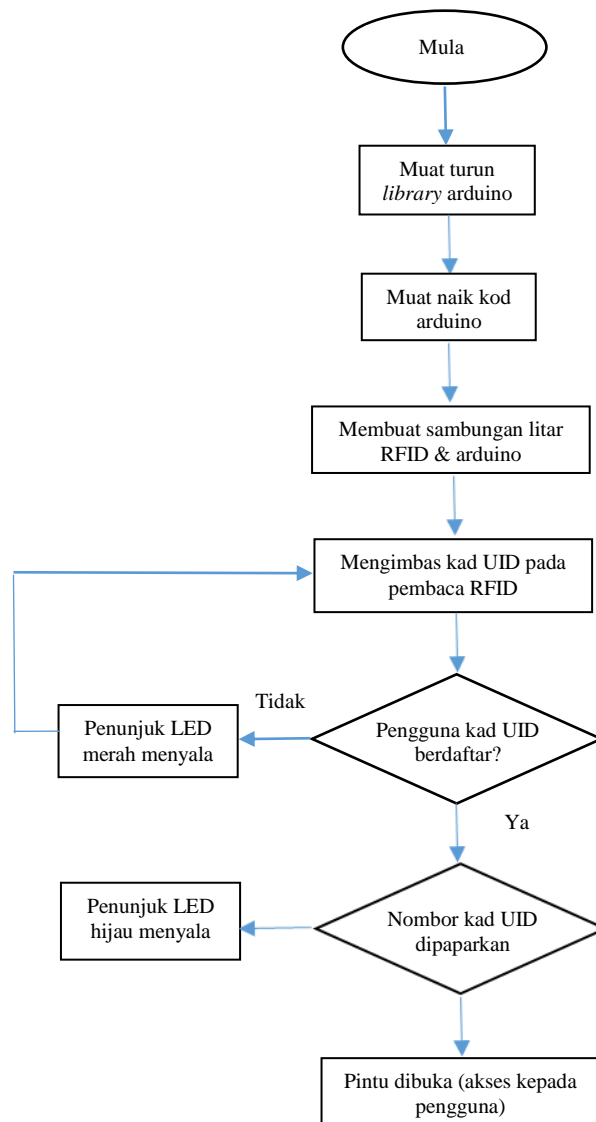 Mula
Muat turun
library arduino
Muat naik kod
arduino
Membuat sambungan litar
RFID & arduino
Mengimbas kad UID pada
pembaca RFID
Tidak
Penunjuk LED
merah menyala
Pengguna kad UID
berdaftar?
Ya
Penunjuk LED
hijau menyala
Nombor kad UID
dipaparkan
Pintu dibuka (akses kepada
pengguna)